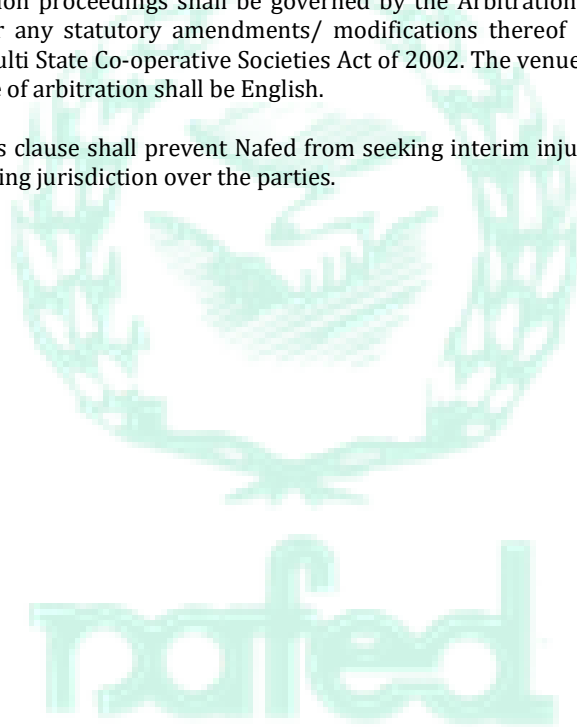 ion proceedings shall be governed by the Arbitration
r any statutory amendments/ modifications thereof
ulti State Co-operative Societies Act of 2002. The venue
e of arbitration shall be English.
s clause shall prevent Nafed from seeking interim inju
ing jurisdiction over the parties.
nafed